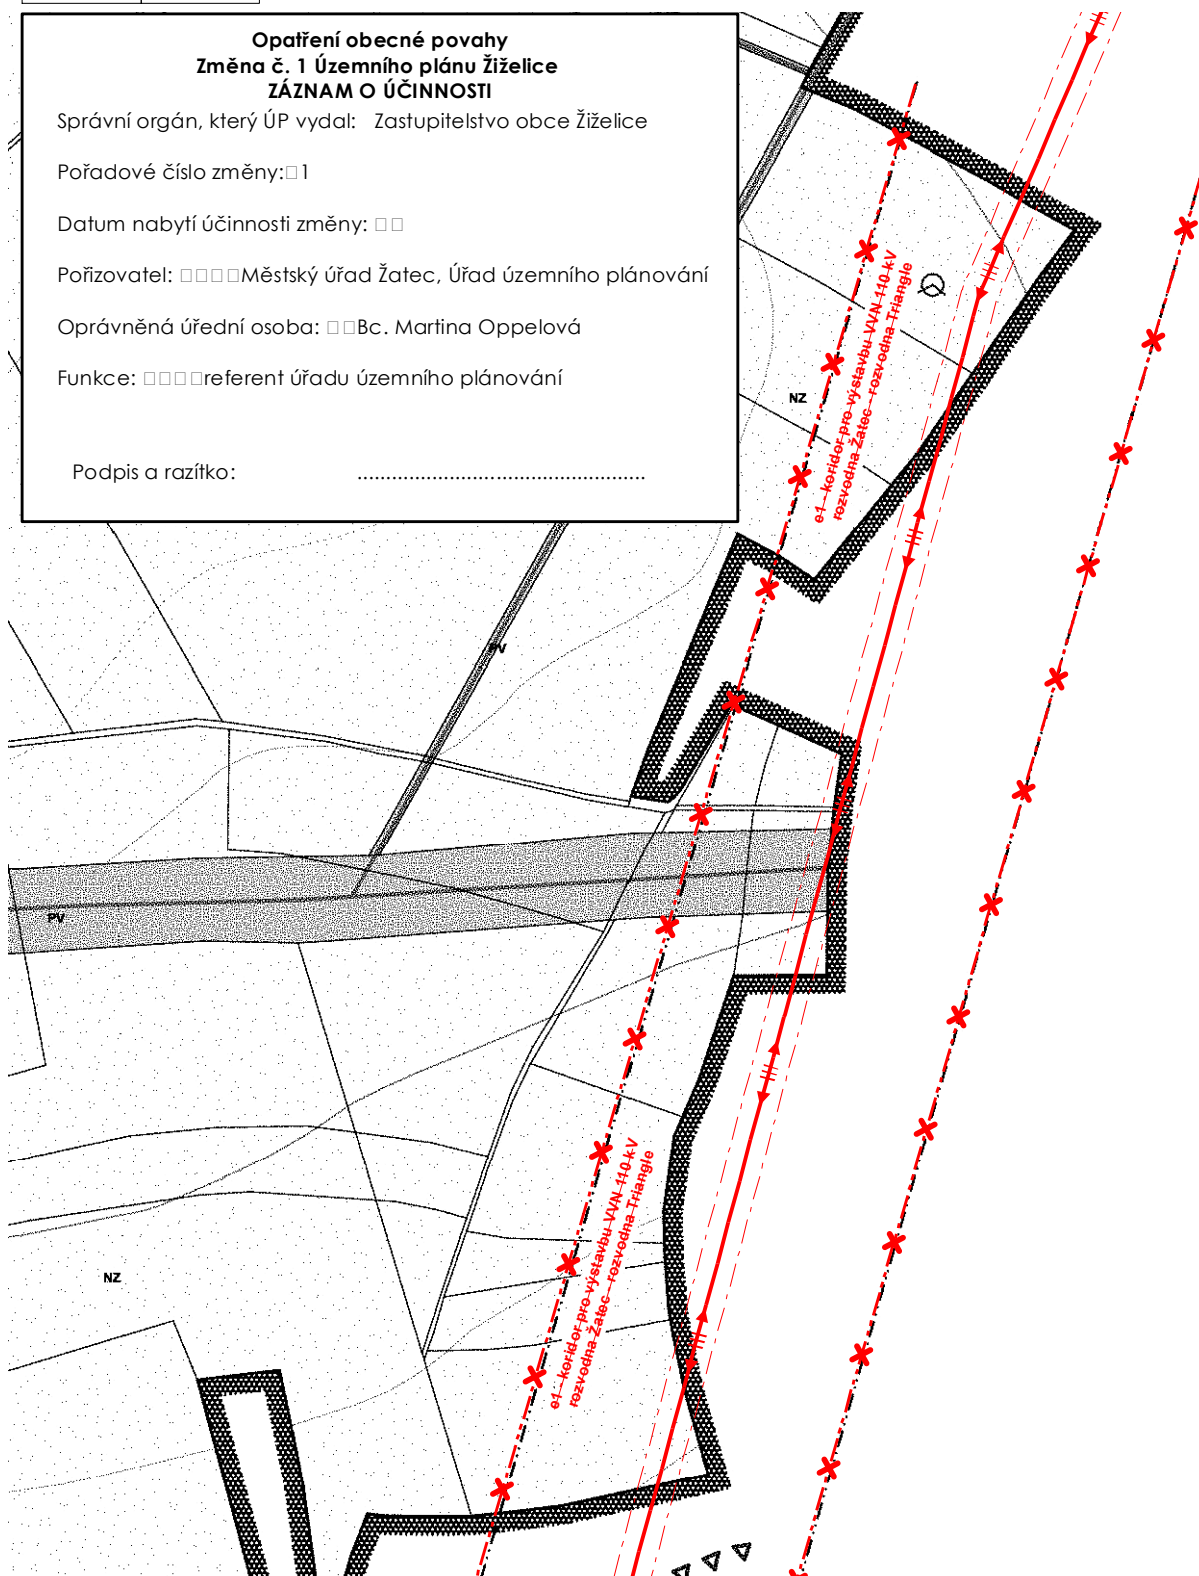 Opatření obecné povahy
Změna č. 1 Územního plánu Žiželice
ZÁZNAM O ÚČINNOSTI
Správní orgán, který ÚP vydal: Zastupitelstvo obce Žiželice
Pořadové číslo změny:□1
Datum nabytí účinnosti změny: □□
Pořizovatel: □□□□Městský úřad Žatec, Úřad územního plánování
Oprávněná úřední osoba: □□Bc. Martina Oppelová
Funkce: □□□□referent úřadu územního plánování
Podpis a razítko: .....................................................
e1 - koridor pro výstavbu VVN 110 kV
rozvodna Žatec - rozvodna Triangle
NZ
PV
PV
e1 - koridor pro výstavbu VVN 110 kV
rozvodna Žatec - rozvodna Triangle
NZ